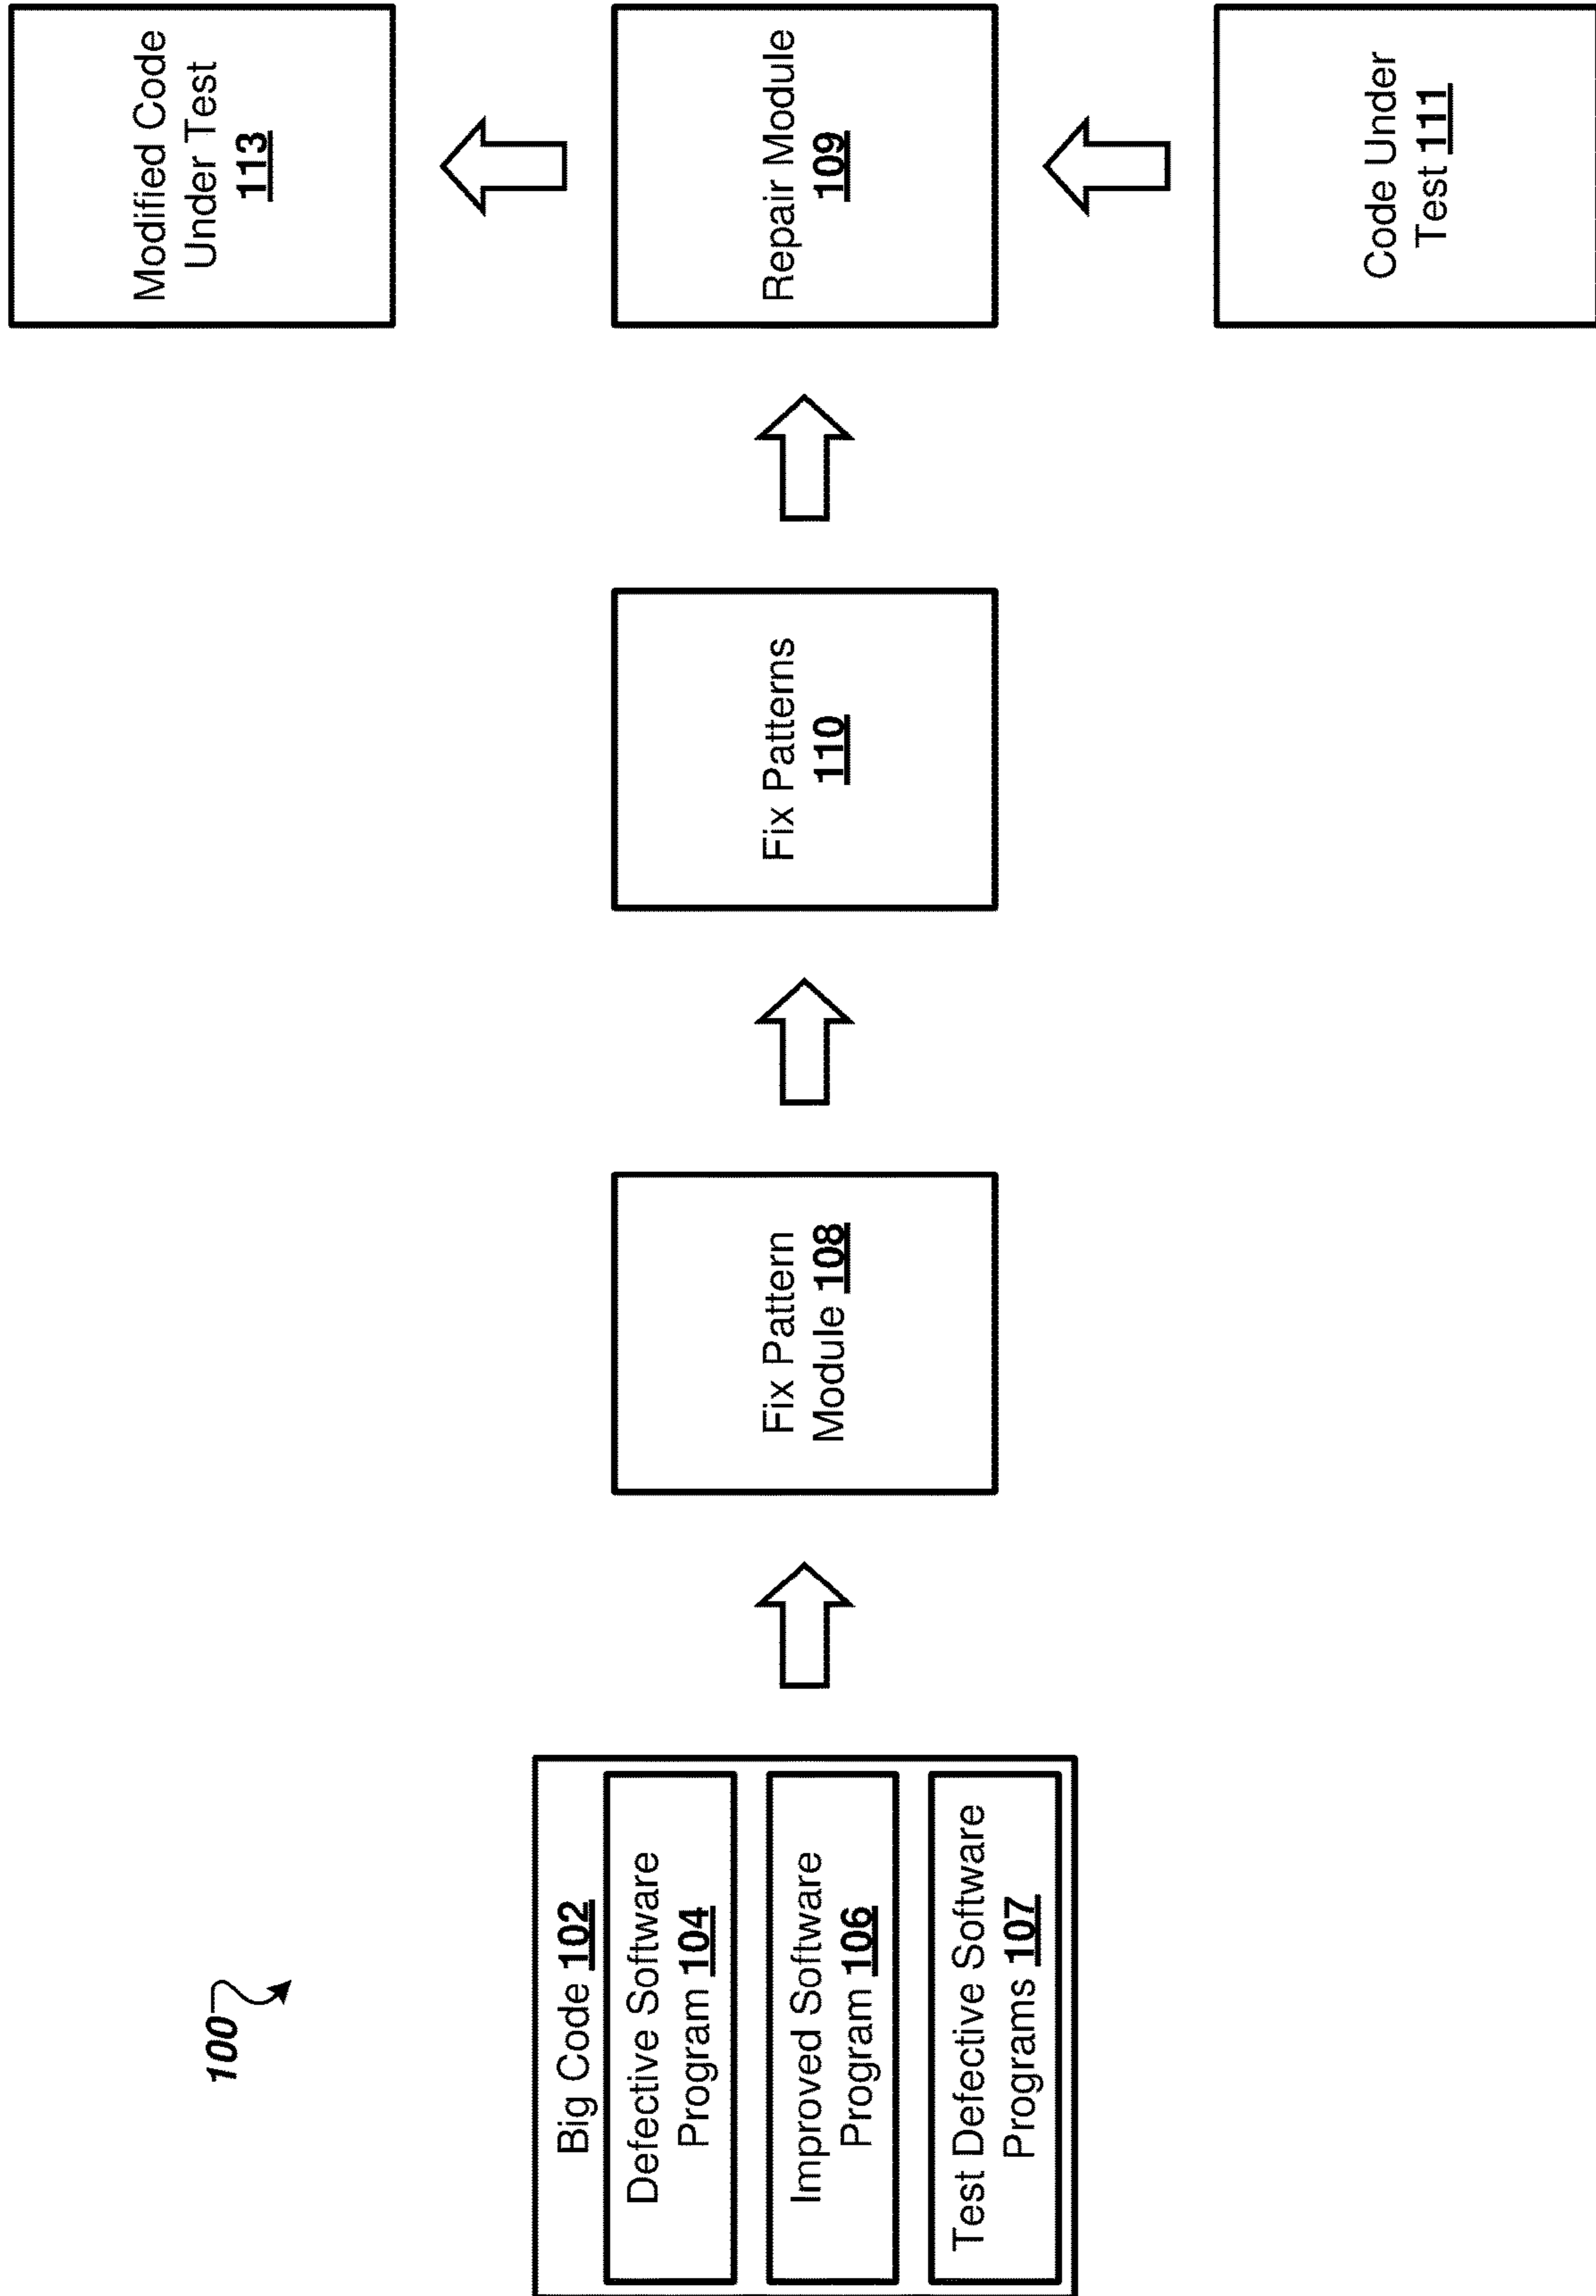 100
Big Code 102
Defective Software
Program 104
Improved Software
Program 106
Test Defective Software
Programs 107
Fix Pattern
Module 108
Fix Patterns
110
Modified Code
Under Test
113
Repair Module
109
Code Under
Test 111